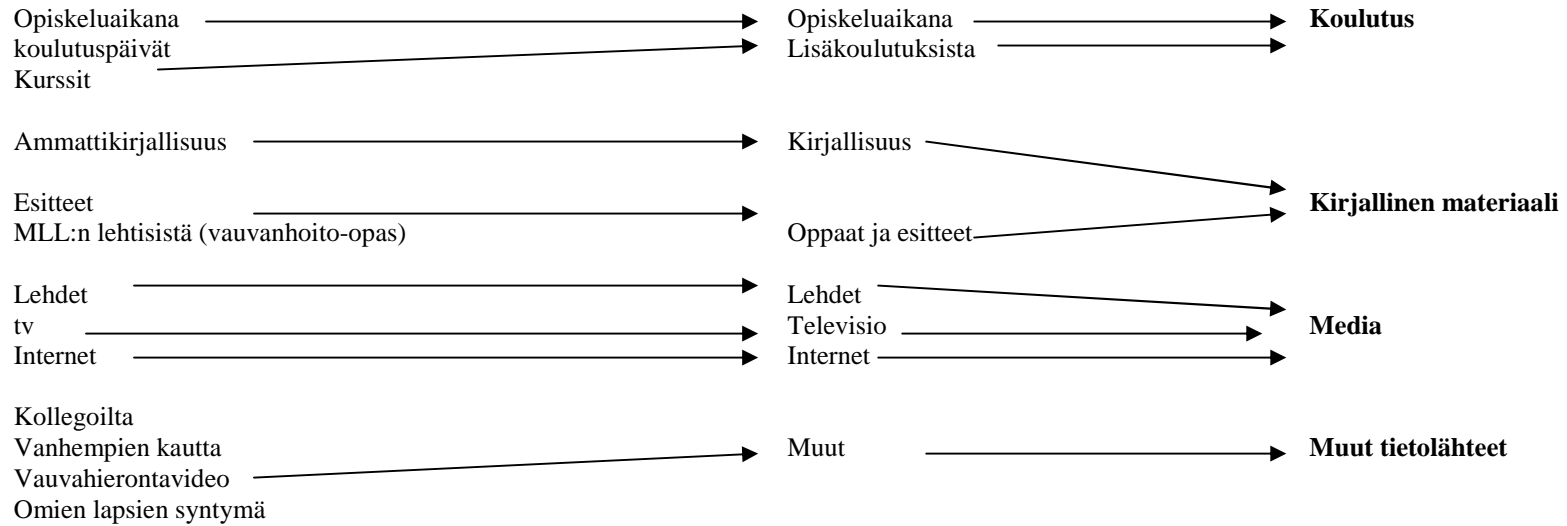 Opiskeluaikana Opiskeluaikana Koulutus
koulutuspäivät Lisäkoulutuksista
Kurssit
Ammattikirjallisuus Kirjallisuus
Esitteet Kirjallinen materiaali
MLL:n lehtisistä (vauvanhoito-opas) Oppaat ja esitteet
Lehdet Lehdet
tv Televisio Media
Internet Internet
Kollegoilta
Vanhempien kautta Muut Muut tietolähteet
Vauvahierontavideo
Omien lapsien syntymä